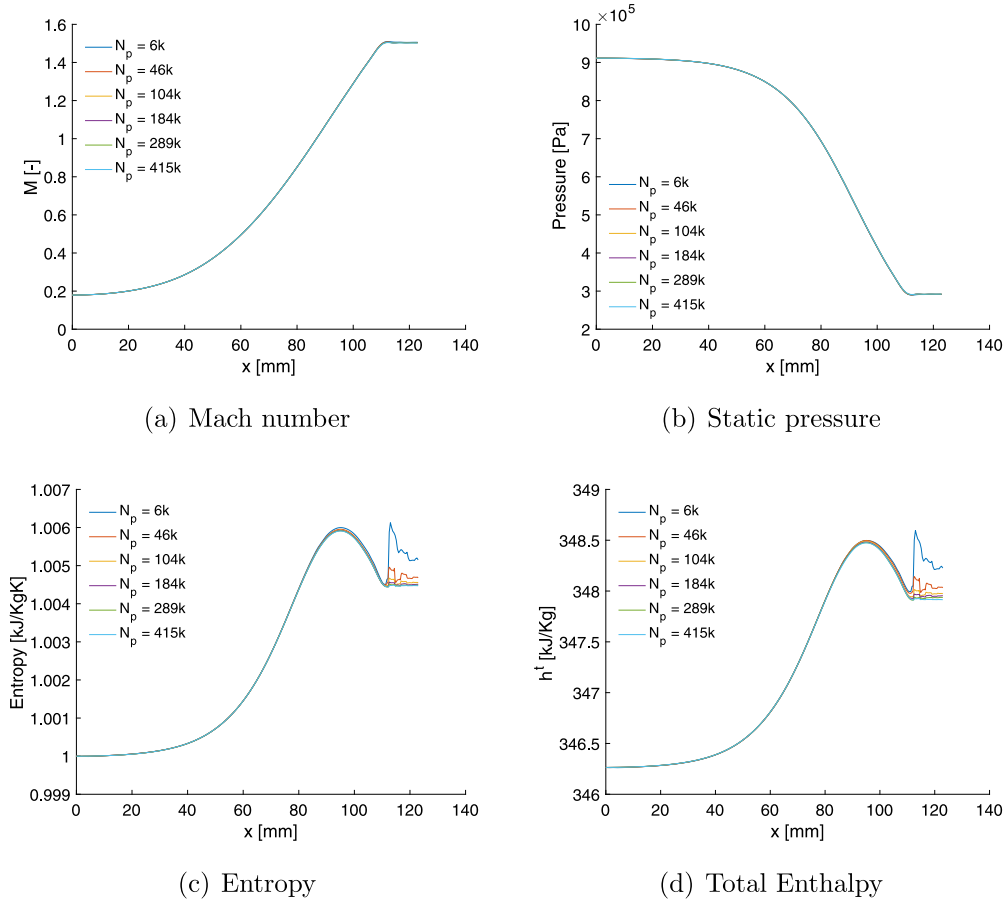 1.6
1.4
1.2
1
0.8
0.6
0.4
0.2
0
M [-]
N_p = 6k
N_p = 46k
N_p = 104k
N_p = 184k
N_p = 289k
N_p = 415k
0 20 40 60 80 100 120 140
x [mm]
(a) Mach number
×10^5
10
9
8
7
6
5
4
3
2
Pressure [Pa]
N_p = 6k
N_p = 46k
N_p = 104k
N_p = 184k
N_p = 289k
N_p = 415k
0 20 40 60 80 100 120 140
x [mm]
(b) Static pressure
1.007
1.006
1.005
1.004
1.003
1.002
1.001
1
0.999
Entropy [kJ/KgK]
N_p = 6k
N_p = 46k
N_p = 104k
N_p = 184k
N_p = 289k
N_p = 415k
0 20 40 60 80 100 120 140
x [mm]
(c) Entropy
349
348.5
348
347.5
347
346.5
346
h^t [kJ/Kg]
N_p = 6k
N_p = 46k
N_p = 104k
N_p = 184k
N_p = 289k
N_p = 415k
0 20 40 60 80 100 120 140
x [mm]
(d) Total Enthalpy